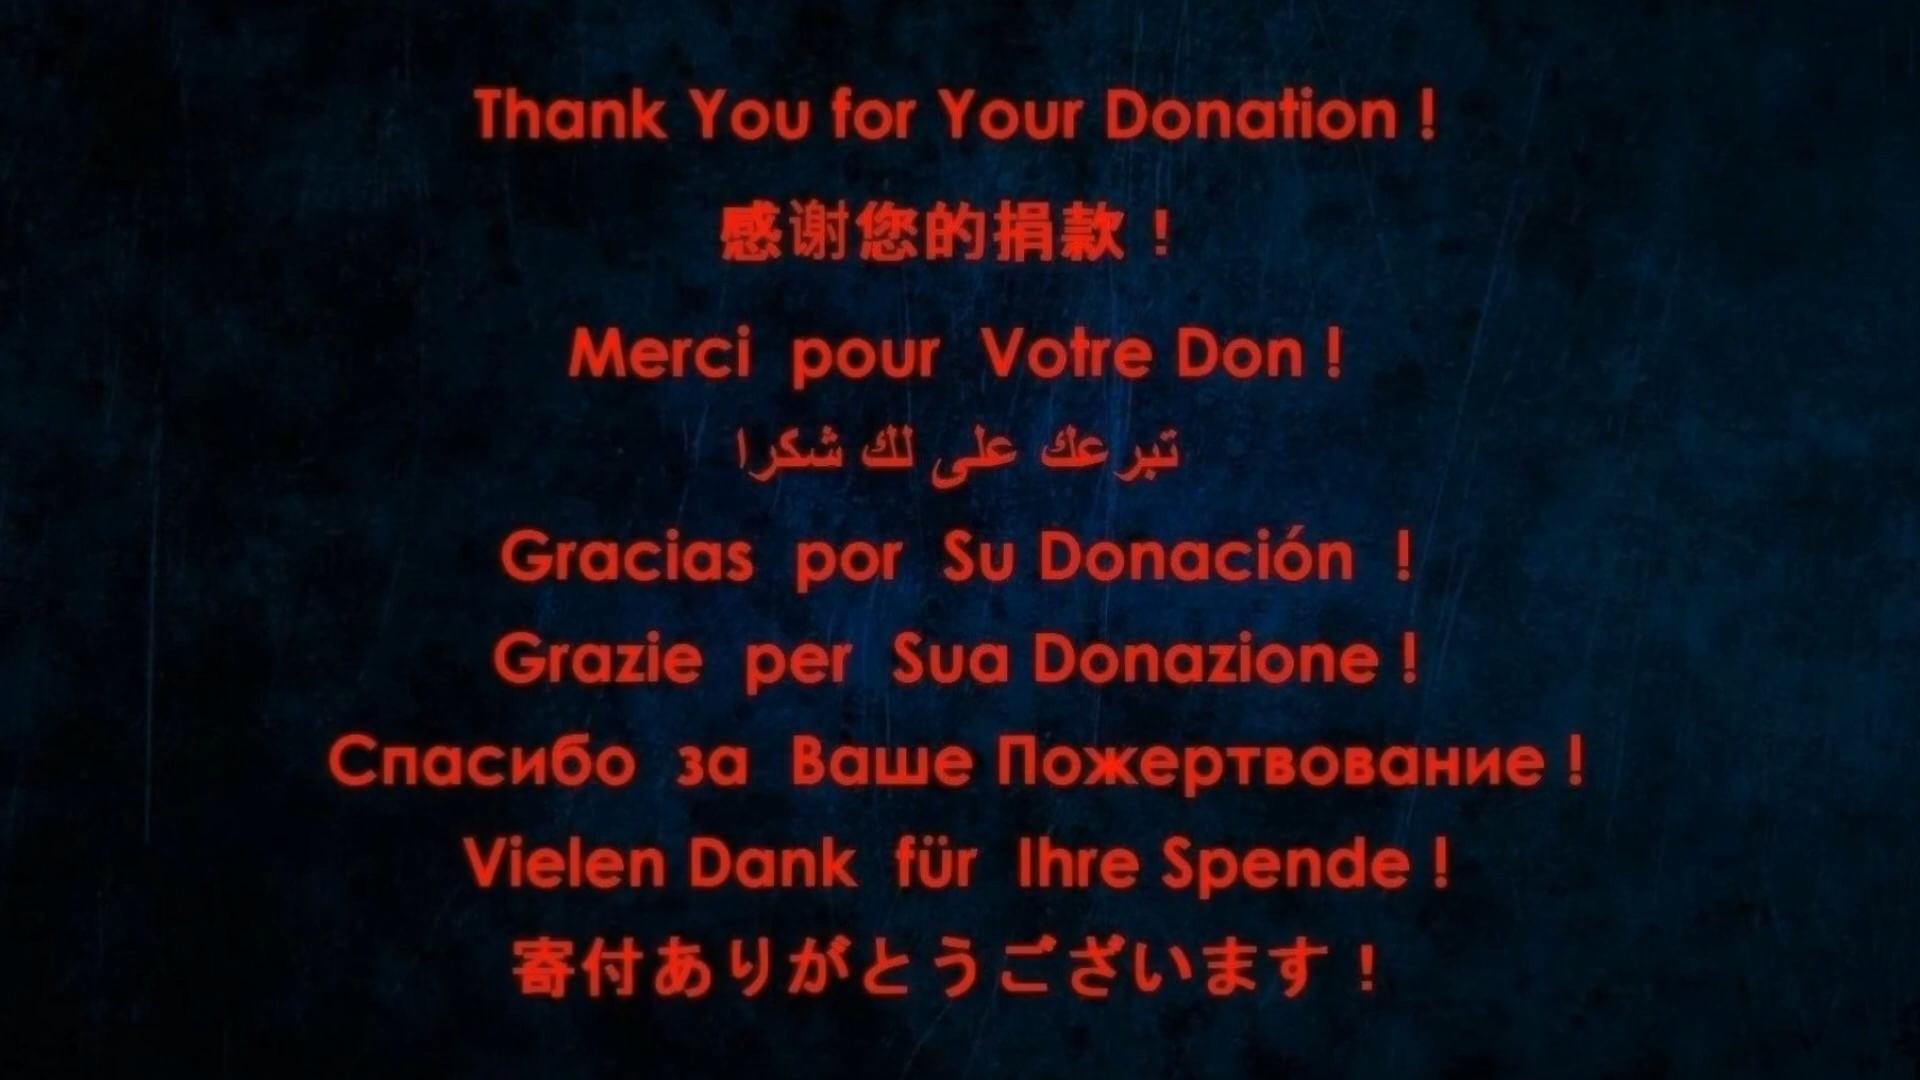 Thank You for Your Donation !
感谢您的捐款！
Merci pour Votre Don !
تبرعك على لك شكرا
Gracias por Su Donación !
Grazie per Sua Donazione !
Спасибо за Ваше Пожертвование !
Vielen Dank für Ihre Spende !
寄付ありがとうございます！